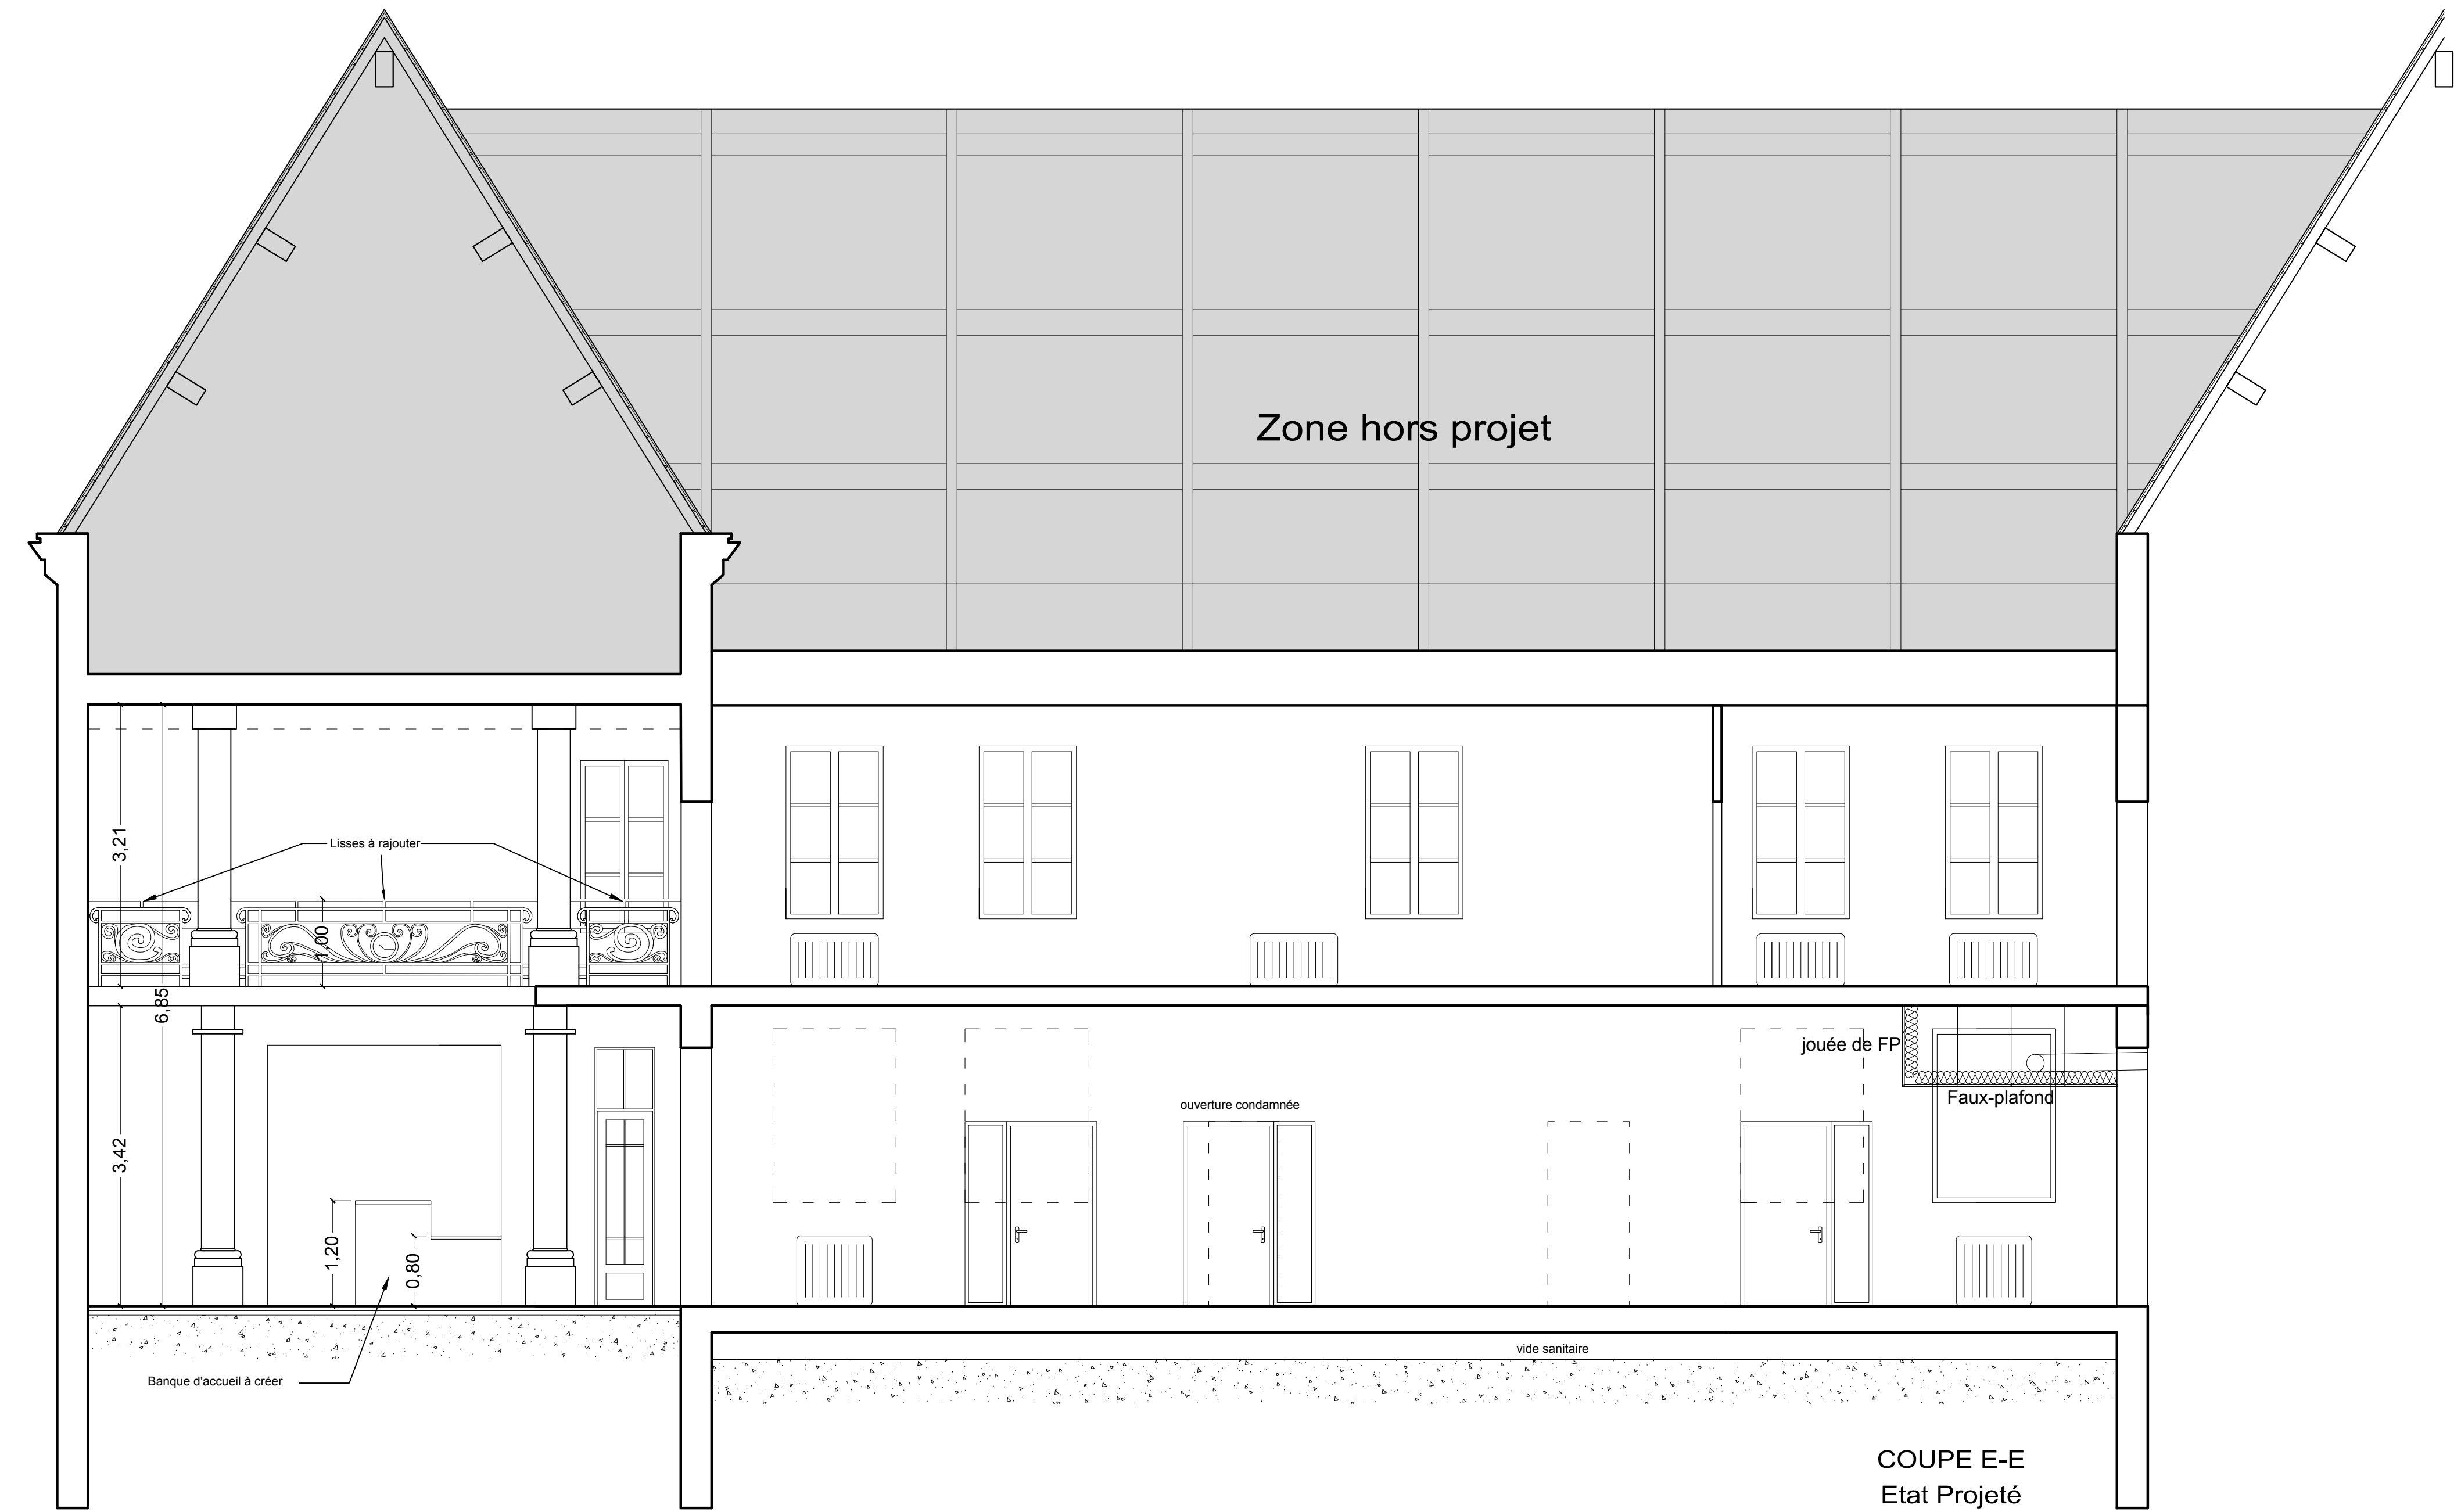 Zone hors projet
3,21
Lisses à rajouter
1,00
6,85
jouée de FP
Faux-plafond
ouverture condamnée
3,42
1,20
0,80
vide sanitaire
Banque d'accueil à créer
COUPE E-E
Etat Projeté